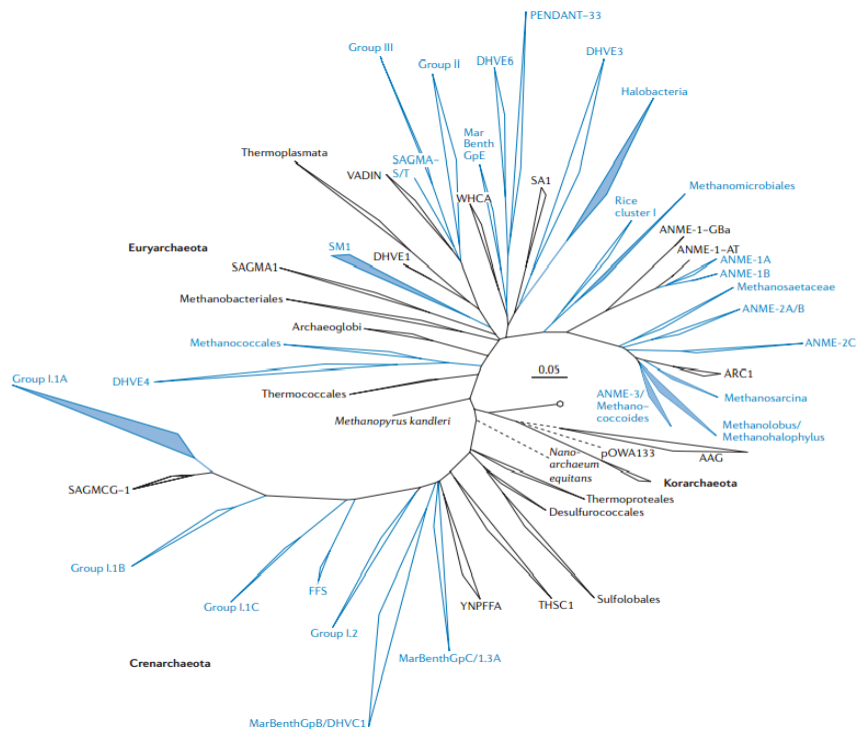 PENDANT–33
Group III
DHVE3
Group II
DHVE6
Halobacteria
Mar
Benth
GpE
Thermoplasmata
SAGMA–
S/T
VADIN
SA1
Methanomicrobiales
WHCA
Rice
cluster I
ANME–1–GBa
Euryarchaeota
SM1
ANME–1–AT
DHVE1
ANME–1A
SAGMA1
ANME–1B
Methanosaetaceae
Methanobacteriales
ANME–2A/B
Archaeoglobi
Methanococcales
ANME–2C
0.05
Group I.1A
DHVE4
ARC1
Thermococcales
ANME–3/
Methano–
coccoides
Methanosarcina
Methanopyrus kandleri
Methanolobus/
Methanohalophylus
Nano–
archaeum
equitans
pOWA133
AAG
Korarchaeota
SAGMCG–1
Thermoproteales
Desulfurococcales
Group I.1B
FFS
Group I.1C
YNPFFA
THSC1
Sulfolobales
Group I.2
MarBenthGpC/1.3A
Crenarchaeota
MarBenthGpB/DHVC1